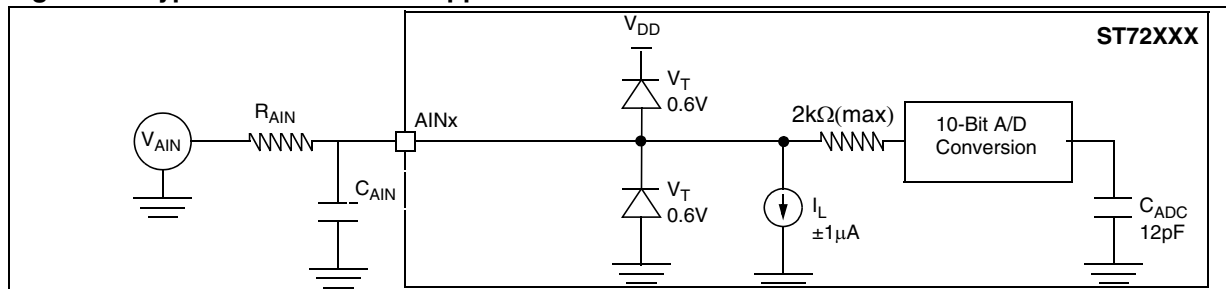 V_DD
ST72XXX
V_T
0.6V
R_AIN
AINx
2kΩ(max)
10-Bit A/D
Conversion
V_AIN
C_AIN
V_T
0.6V
I_L
±1μA
C_ADC
12pF